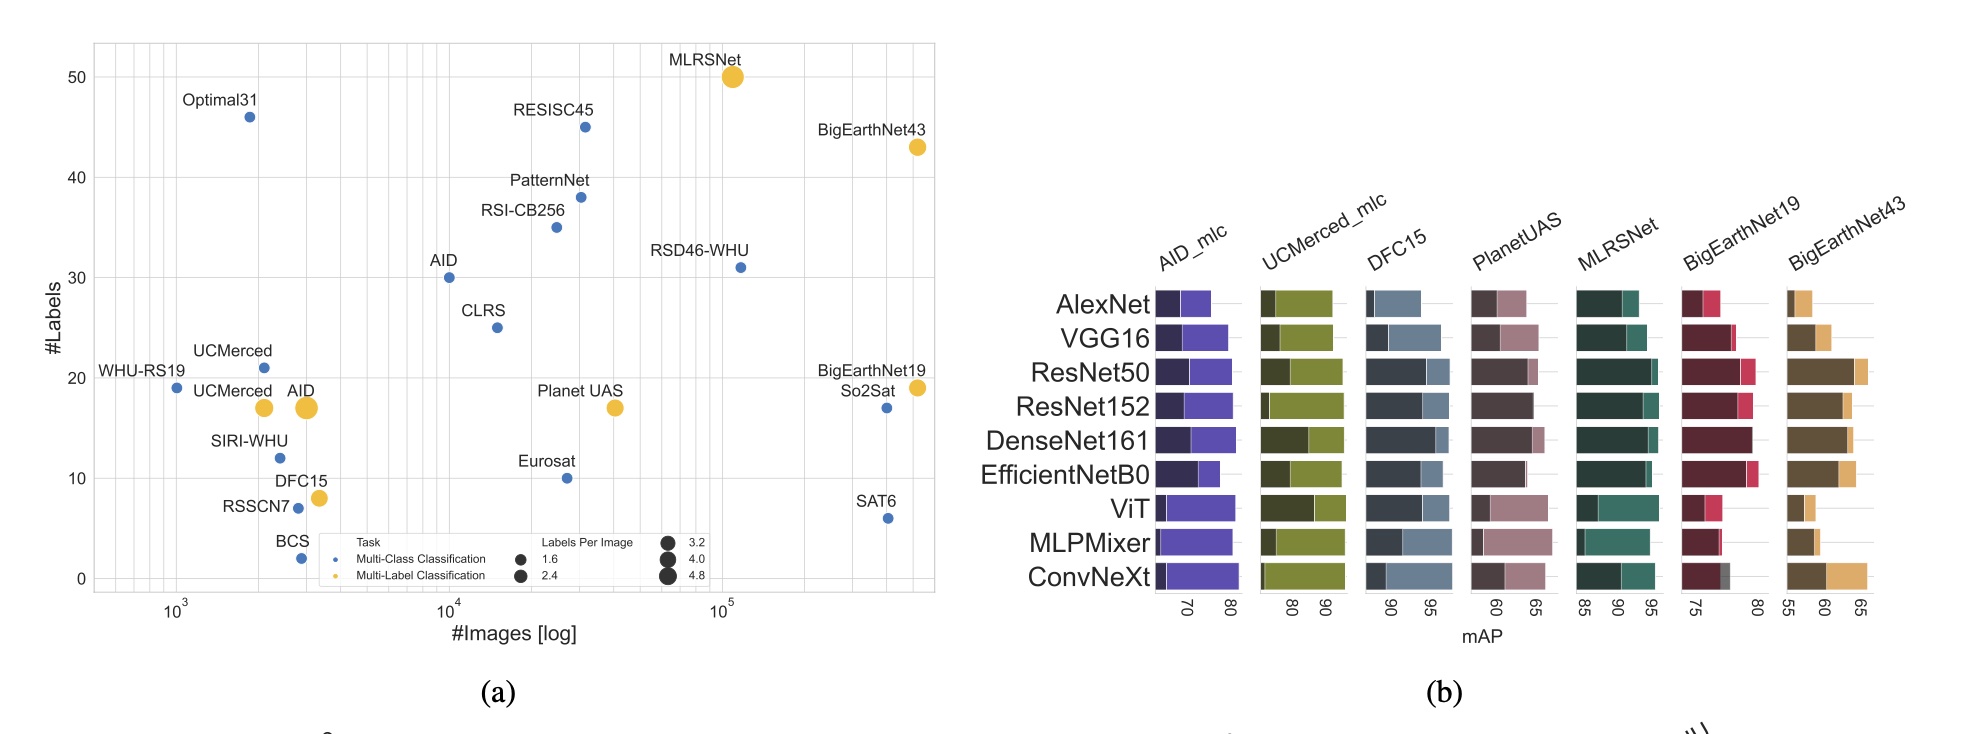 MLRSNet
50
Optimal31
RESISC45
BigEarthNet43
40
PatternNet
RSI-CB256
RSD46-WHU
AID
30
CLRS
#Labels
UCMerced
WHU-RS19
BigEarthNet19
20
UCMerced
AID
Planet UAS
So2Sat
SIRI-WHU
Eurosat
DFC15
10
RSSCN7
SAT6
BCS
Task
Labels Per Image
3.2
Multi-Class Classification
1.6
4.0
Multi-Label Classification
2.4
4.8
0
10^3
10^4
10^5
#Images [log]
(a)
AID_mlc
UCMerced_mlc
DFC15
PlanetUAS
MLRSNet
BigEarthNet19
BigEarthNet43
AlexNet
VGG16
ResNet50
ResNet152
DenseNet161
EfficientNetB0
ViT
MLPMixer
ConvNeXt
70
80
80
90
90
95
60
65
85
90
95
75
80
55
60
65
mAP
(b)